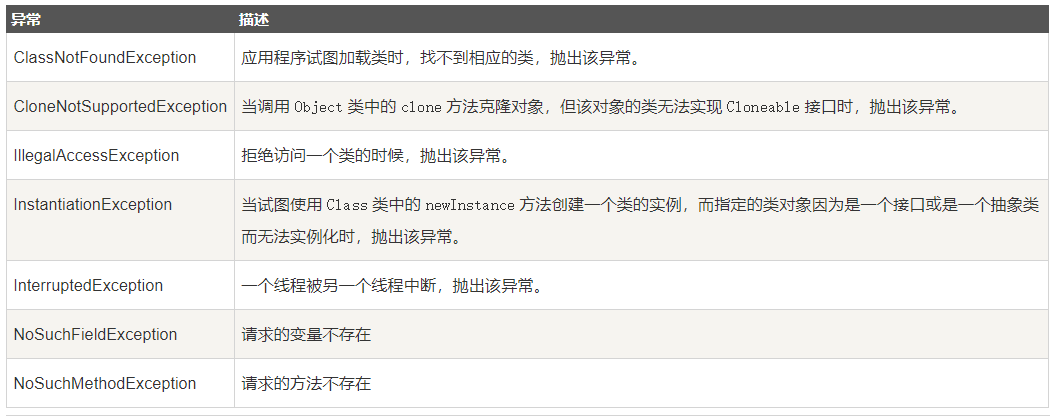 异常 描述
ClassNotFoundException 应用程序试图加载类时，找不到相应的类，抛出该异常。
CloneNotSupportedException 当调用 Object 类中的 clone 方法克隆对象，但该对象的类无法实现 Cloneable 接口时，抛出该异常。
IllegalAccessException 拒绝访问一个类的时候，抛出该异常。
InstantiationException 当试图使用 Class 类中的 newInstance 方法创建一个类的实例，而指定的类对象因为是一个接口或是一个抽象类
而无法实例化时，抛出该异常。
InterruptedException 一个线程被另一个线程中断，抛出该异常。
NoSuchFieldException 请求的变量不存在
NoSuchMethodException 请求的方法不存在